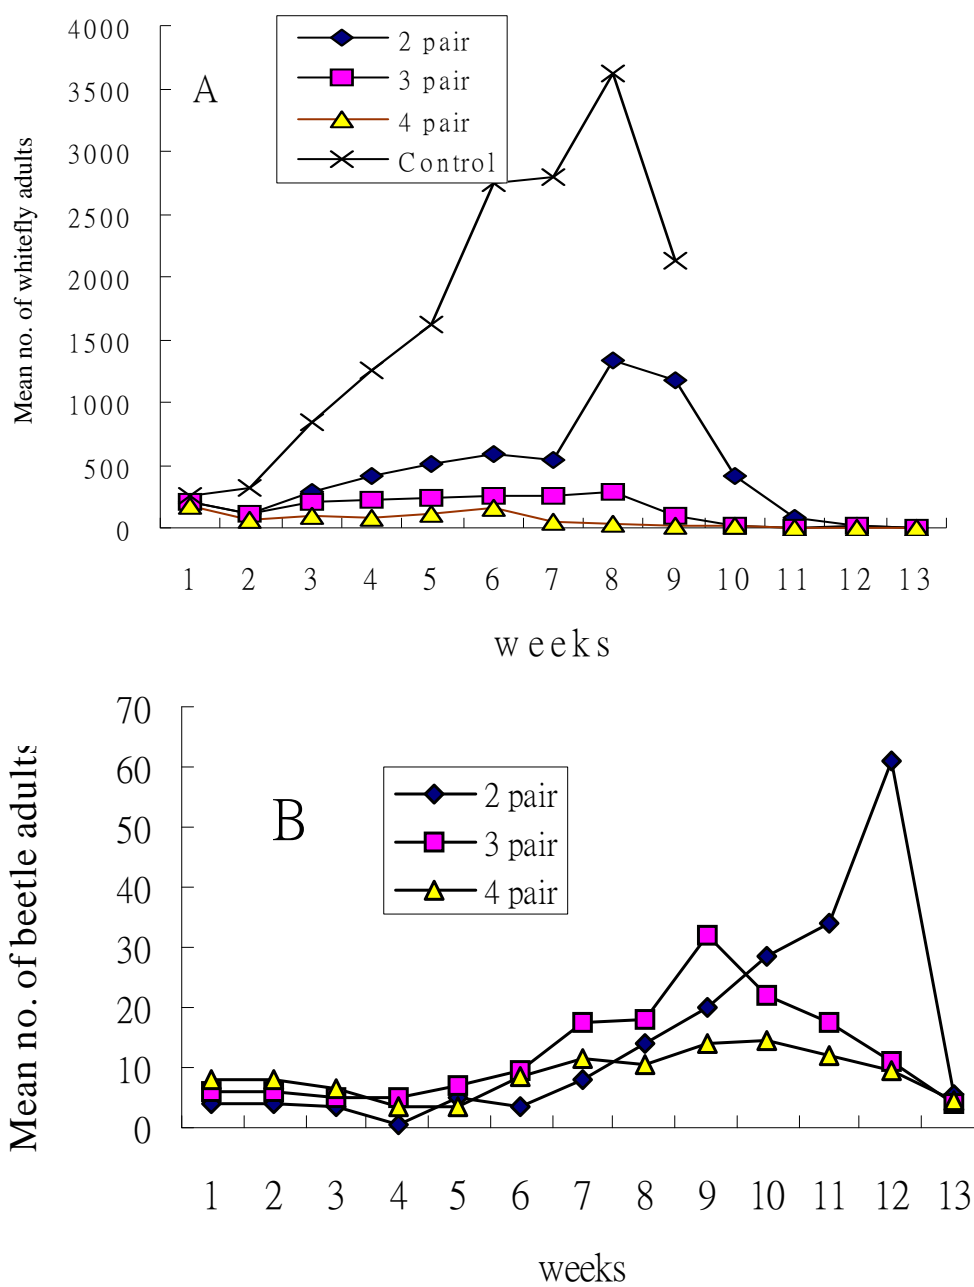 4000
3500
3000
2500
2000
1500
1000
500
0
Mean no. of whitefly adults
A
2 pair
3 pair
4 pair
Control
1 2 3 4 5 6 7 8 9 10 11 12 13
weeks
70
60
50
40
30
20
10
0
Mean no. of beetle adults
B
2 pair
3 pair
4 pair
1 2 3 4 5 6 7 8 9 10 11 12 13
weeks